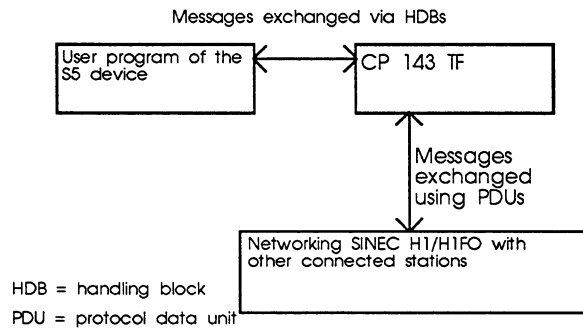 Messages exchanged via HDBs
User program of the
S5 device
CP 143 TF
Messages
exchanged
using PDUs
Networking SINEC H1/H1FO with
other connected stations
HDB = handling block
PDU = protocol data unit